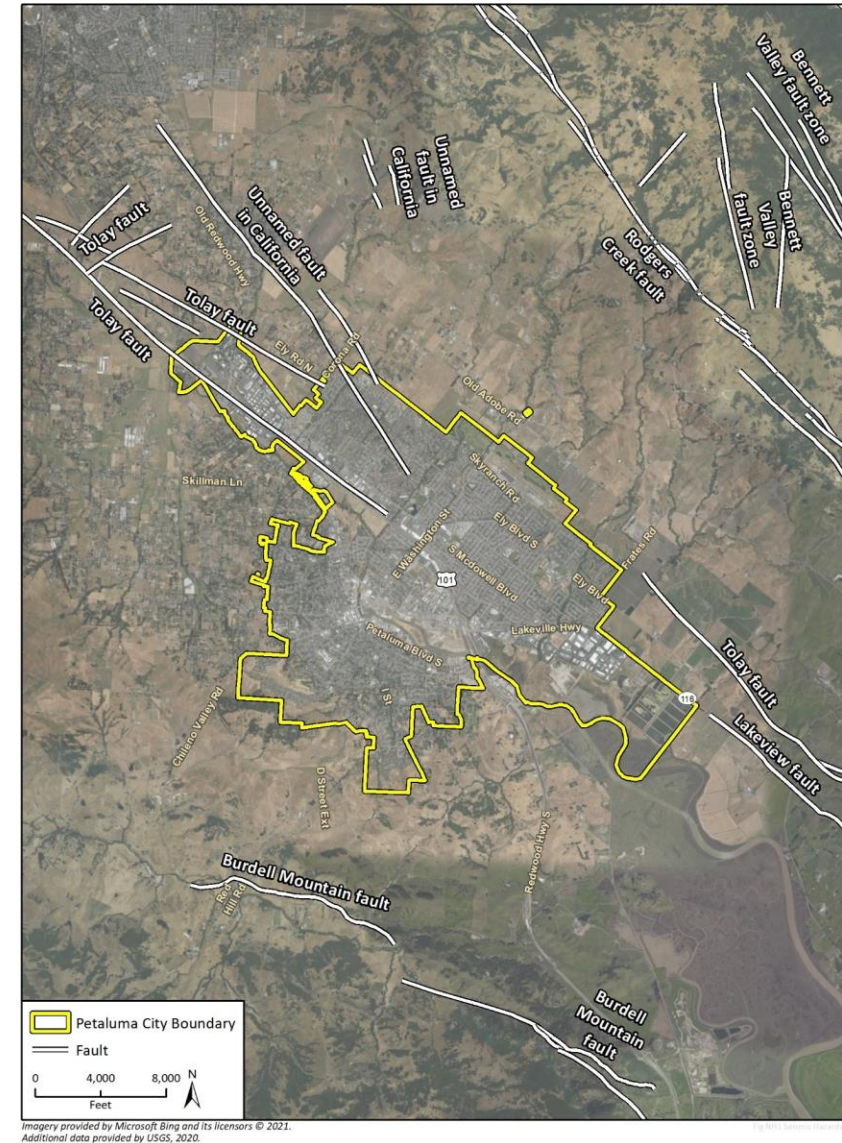 Bennett
Valley fault zone
Unnamed
fault in
California
Unnamed fault
in California
Old Redwood Hwy
Tolay fault
Bennett
Valley
fault zone
Rodgers
Creek fault
Tolay fault
Tolay fault
Ely Rd N
Corona Rd
Old Adobe Rd
Skillman Ln
Skyranch Rd
Ely Blvd S
E Washington St
S Mcdowell Blvd
Frates Rd
101
Ely Blvd
Lakeville Hwy
Petaluma Blvd S
I St
Tolay fault
116
Lakeview fault
Chileno Valley Rd
D Street Ext
Redwood Hwy S
Burdell Mountain fault
Red
Hill Rd
Burdell
Mountain
fault
Petaluma City Boundary
Fault
0 4,000 8,000 N
Feet
Imagery provided by Microsoft Bing and its licensors © 2021.
Additional data provided by USGS, 2020.